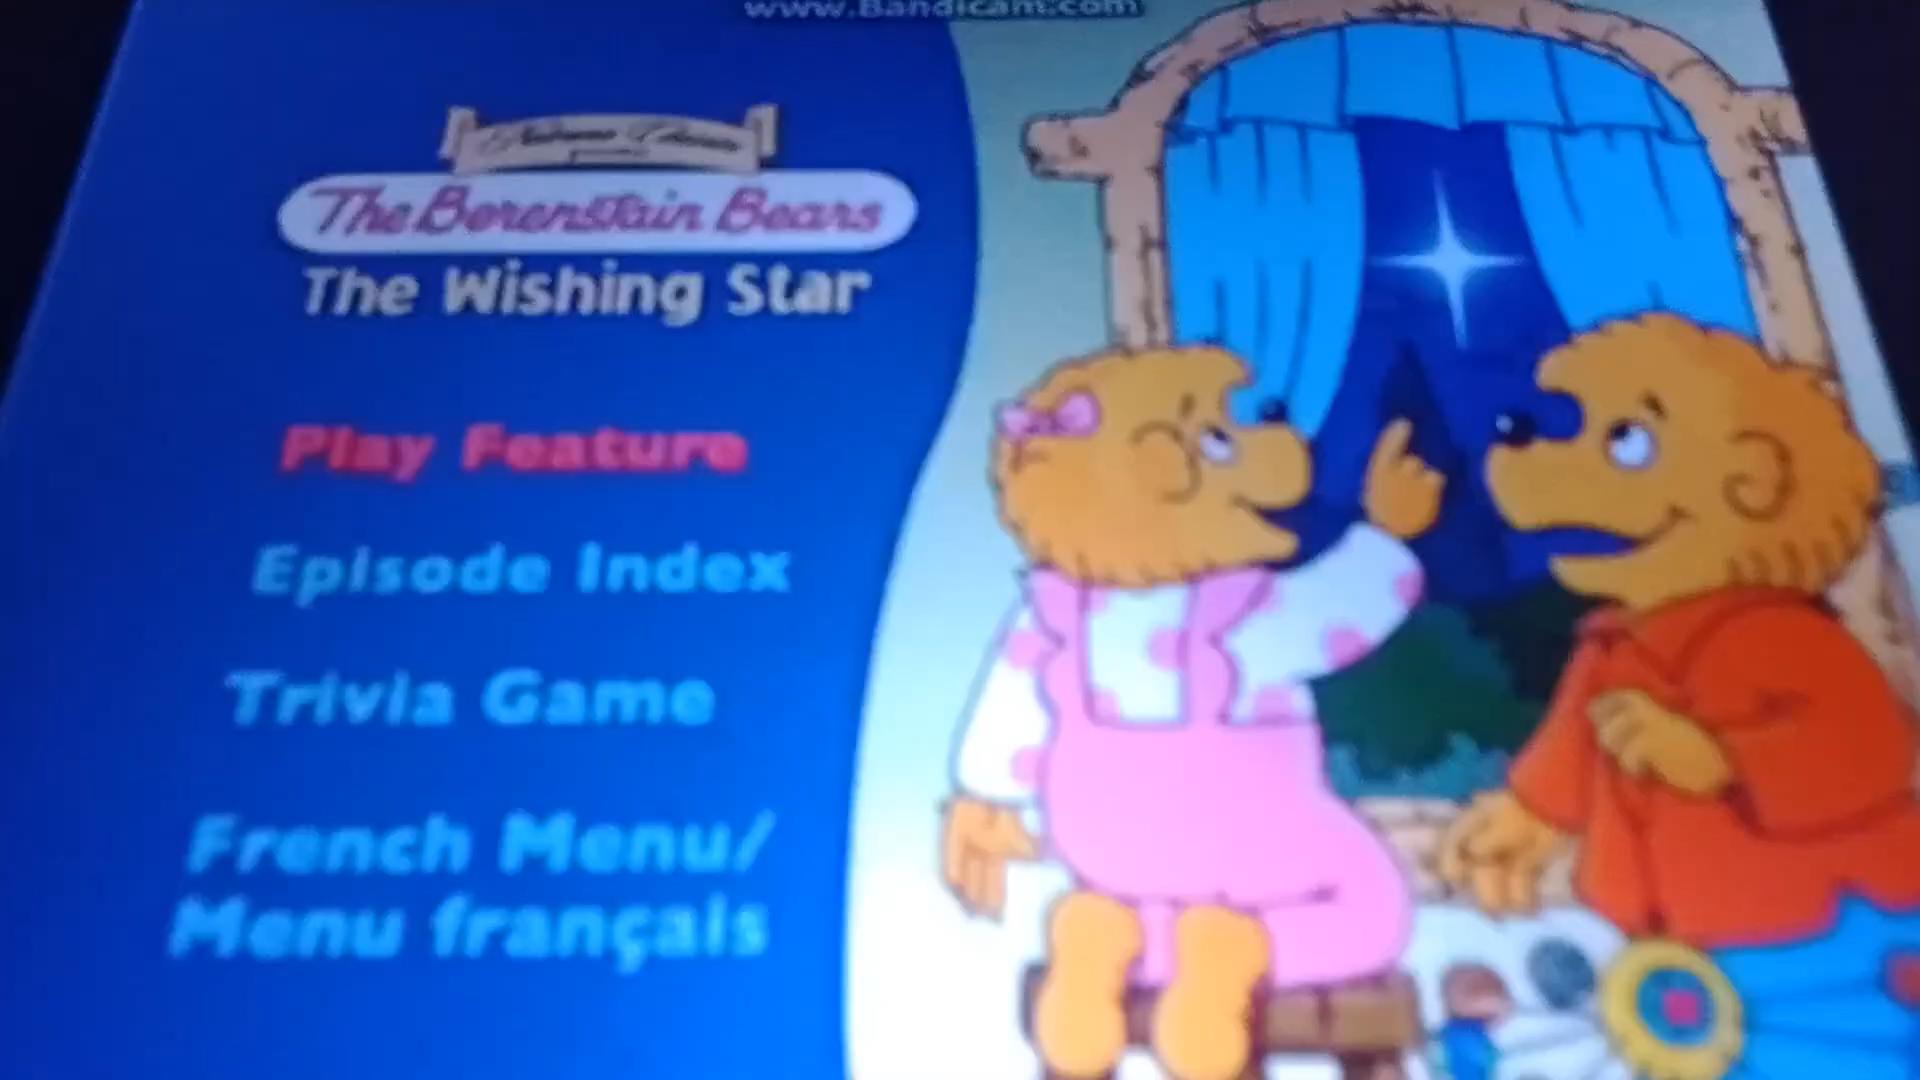 www.Bandicam.com
The Berenstain Bears
The Wishing Star
Play Feature
Episode Index
Trivia Game
French Menu/
Menu français